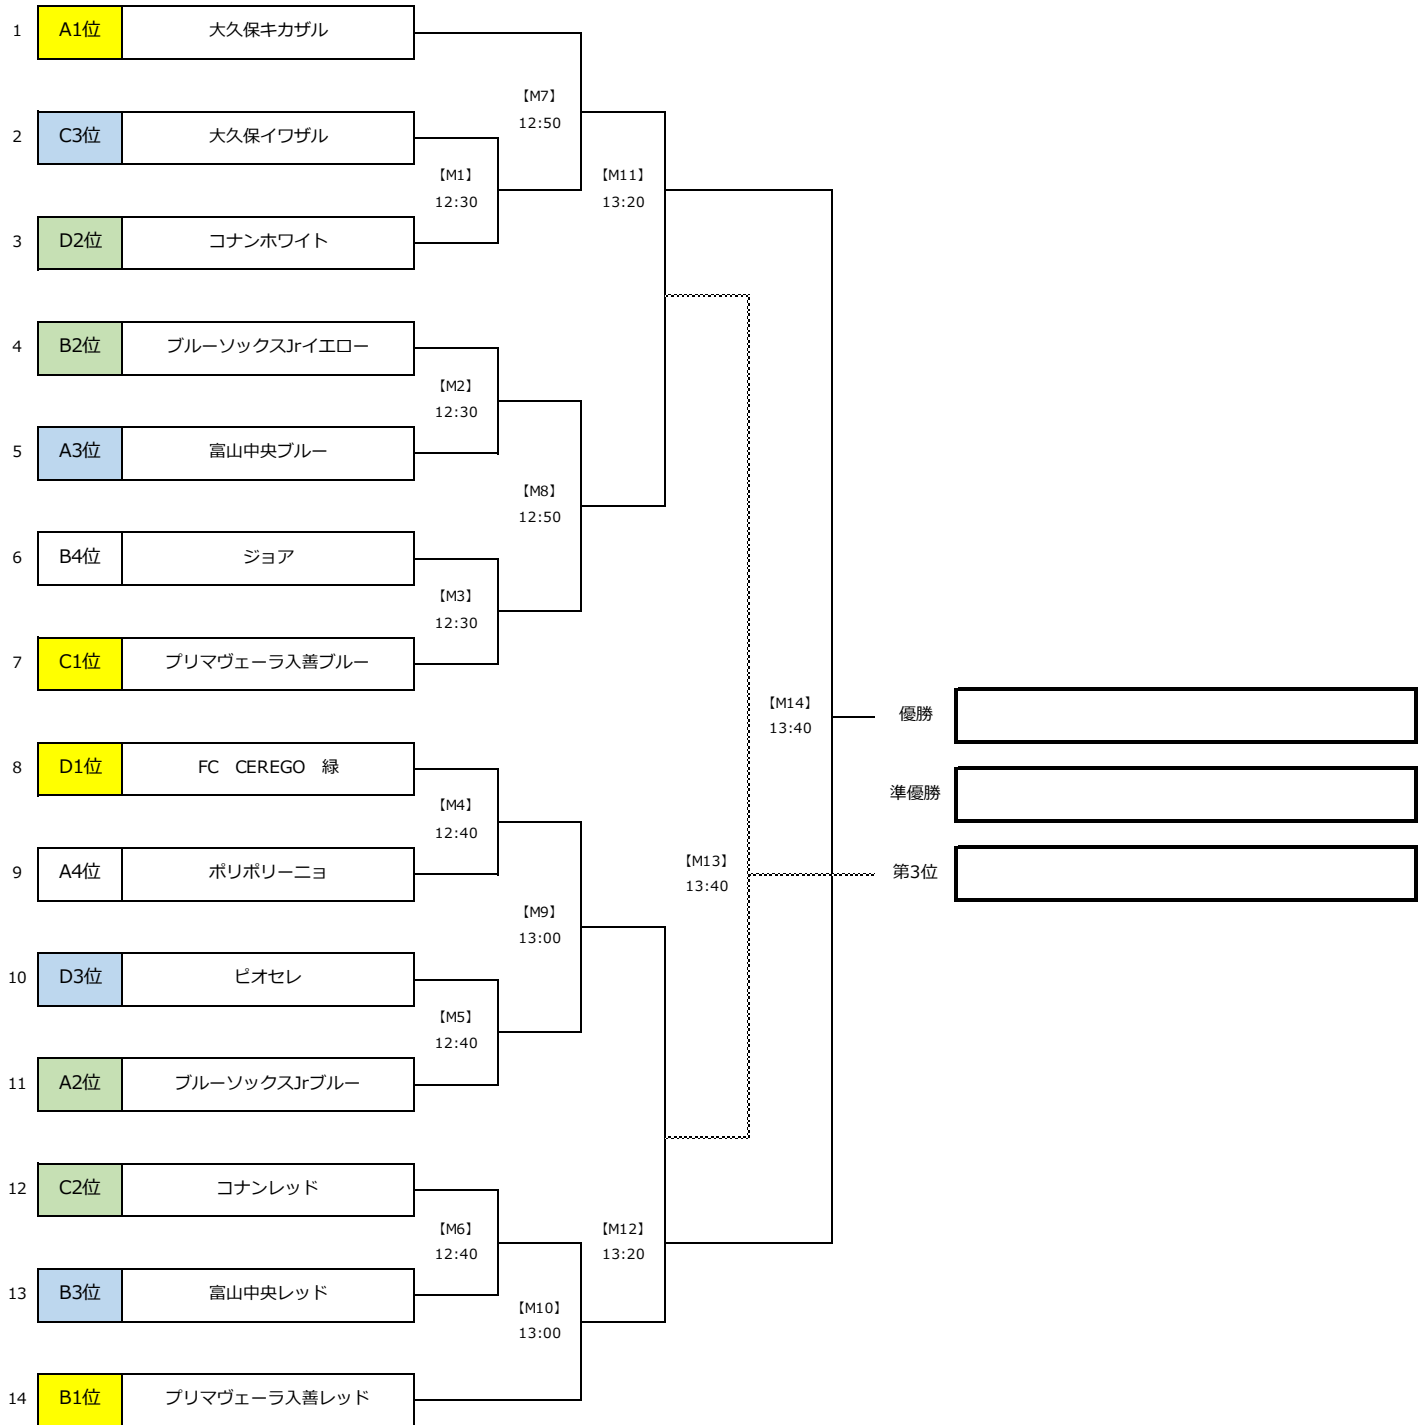 1 A1位 大久保キカザル
【M7】
12:50
2 C3位 大久保イワザル
【M1】
12:30
【M11】
13:20
3 D2位 コナンホワイト
4 B2位 ブルーソックスJrイエロー
【M2】
12:30
5 A3位 富山中央ブルー
【M8】
12:50
6 B4位 ジョア
【M3】
12:30
7 C1位 プリマヴェーラ入善ブルー
【M14】
13:40
優勝
8 D1位 FC　CEREGO　緑
準優勝
【M4】
12:40
9 A4位 ポリポリーニョ
【M13】
13:40
第3位
【M9】
13:00
10 D3位 ピオセレ
【M5】
12:40
11 A2位 ブルーソックスJrブルー
12 C2位 コナンレッド
【M6】
12:40
【M12】
13:20
13 B3位 富山中央レッド
【M10】
13:00
14 B1位 プリマヴェーラ入善レッド